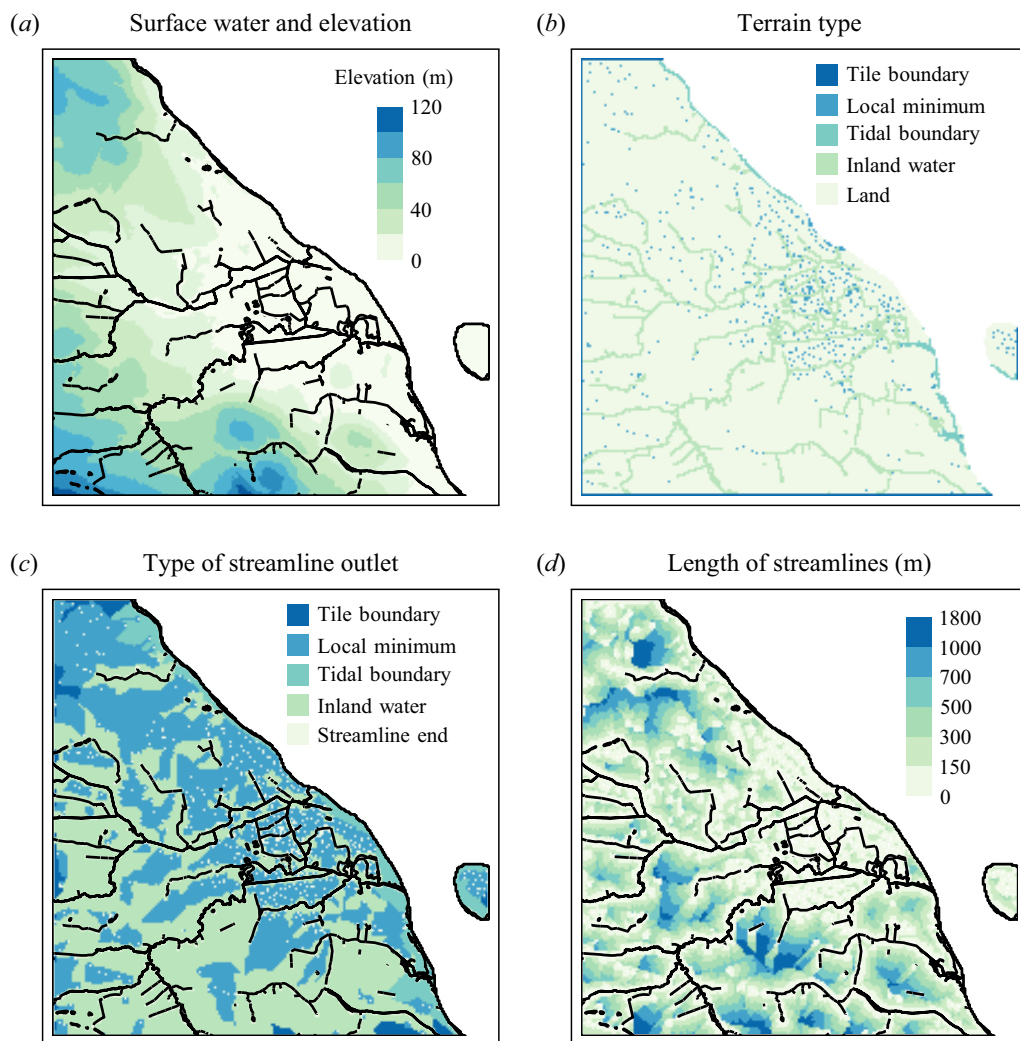 (a) Surface water and elevation
Elevation (m)
120
80
40
0
(b) Terrain type
Tile boundary
Local minimum
Tidal boundary
Inland water
Land
(c) Type of streamline outlet
Tile boundary
Local minimum
Tidal boundary
Inland water
Streamline end
(d) Length of streamlines (m)
1800
1000
700
500
300
150
0